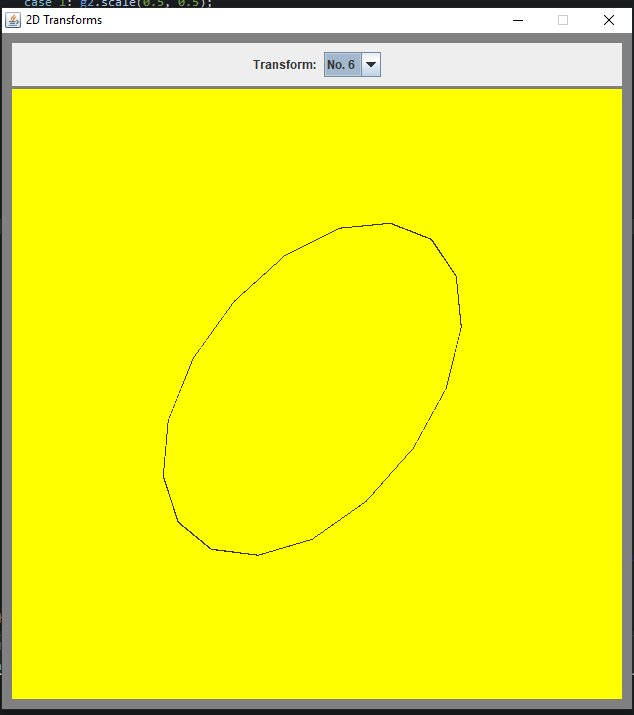 case 1: g2.scale(0.5, 0.5);
2D Transforms
Transform: No. 6